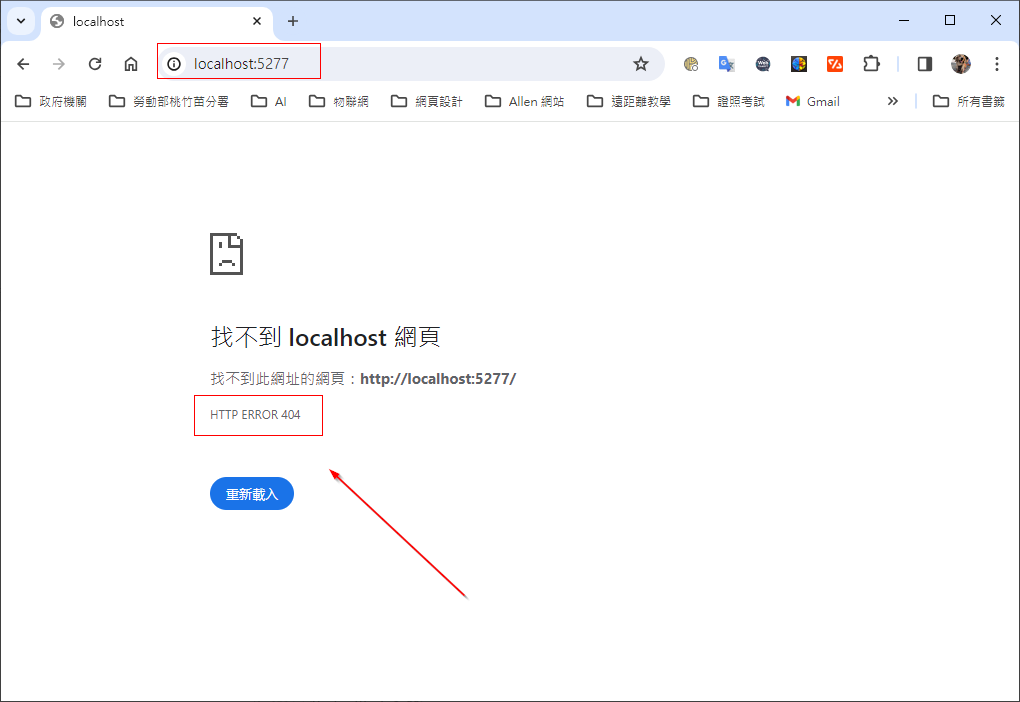 localhost
localhost:5277
政府機關 勞動部桃竹苗分署 AI 物聯網 網頁設計 Allen 網站 遠距離教學 證照考試 Gmail 所有書籤
找不到 localhost 網頁
找不到此網址的網頁：http://localhost:5277/
HTTP ERROR 404
重新載入